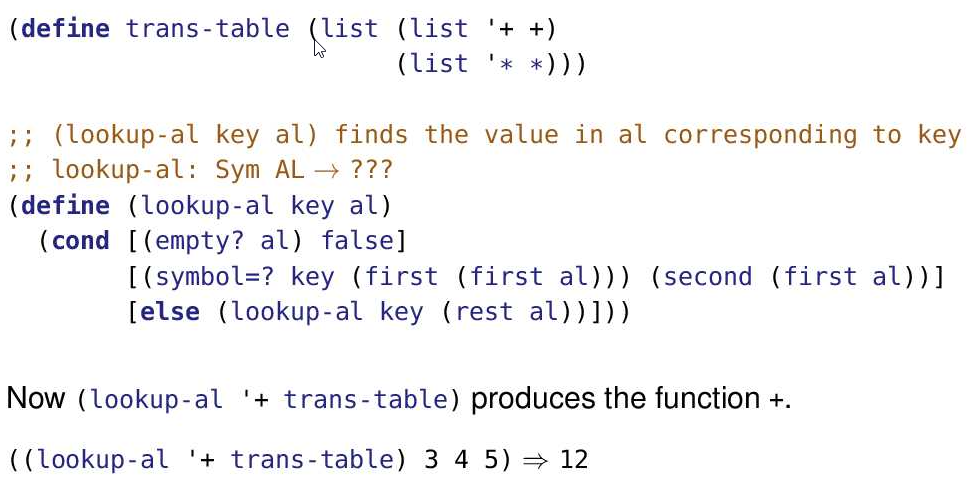 (define trans-table (list (list '+ +)
(list '* *)))
;; (lookup-al key al) finds the value in al corresponding to key
;; lookup-al: Sym AL → ???
(define (lookup-al key al)
(cond [(empty? al) false]
[(symbol=? key (first (first al))) (second (first al))]
[else (lookup-al key (rest al))]))
Now (lookup-al '+ trans-table) produces the function +.
((lookup-al '+ trans-table) 3 4 5) ⇒ 12